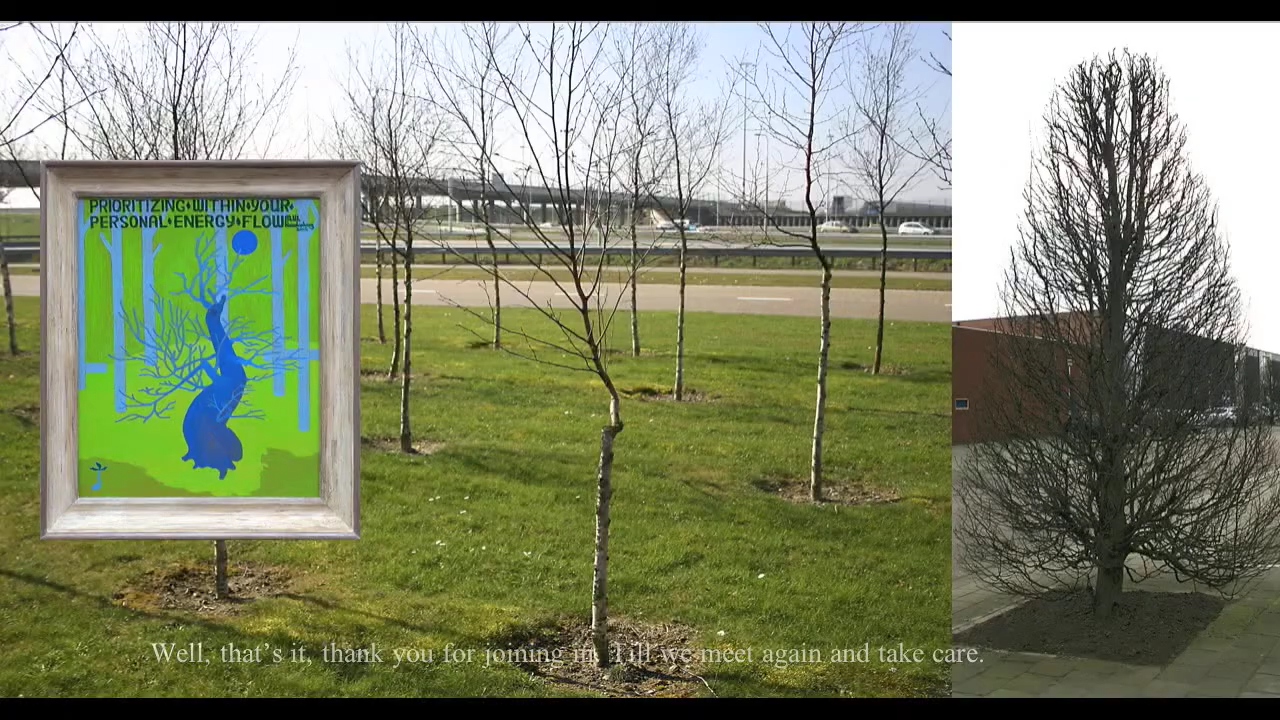 PRIORITIZING•WITHIN•YOUR•
PERSONAL•ENERGY•FLOW
Well, that's it, thank you for joining in. Till we meet again and take care.